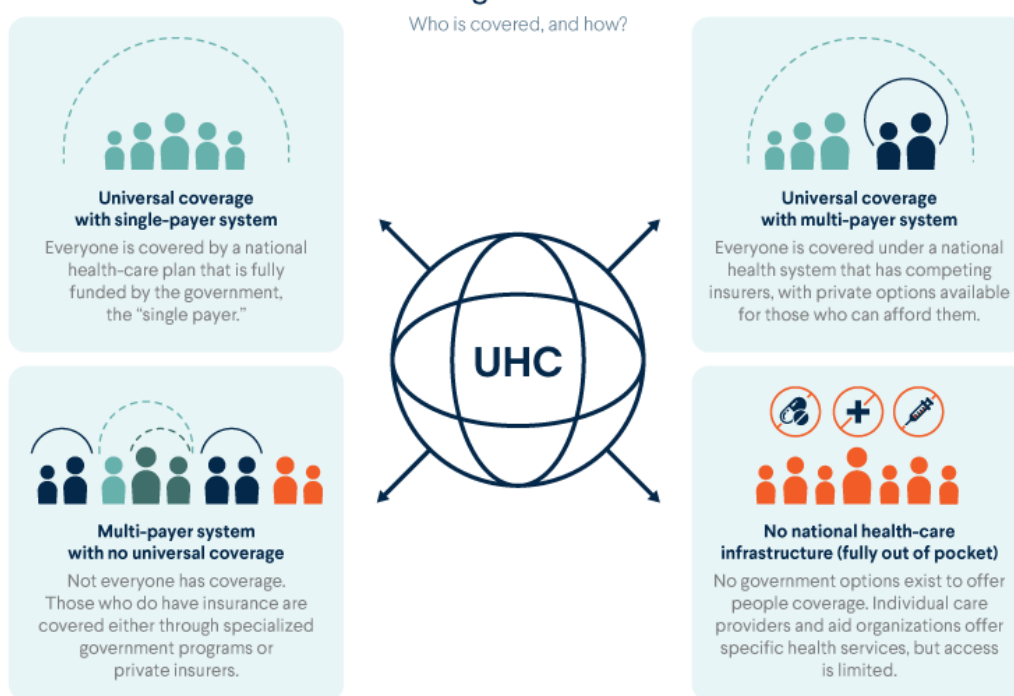 Who is covered, and how?
Universal coverage
with single-payer system
Everyone is covered by a national
health-care plan that is fully
funded by the government,
the “single payer.”
Universal coverage
with multi-payer system
Everyone is covered under a national
health system that has competing
insurers, with private options available
for those who can afford them.
UHC
Multi-payer system
with no universal coverage
Not everyone has coverage.
Those who do have insurance are
covered either through specialized
government programs or
private insurers.
No national health-care
infrastructure (fully out of pocket)
No government options exist to offer
people coverage. Individual care
providers and aid organizations offer
specific health services, but access
is limited.